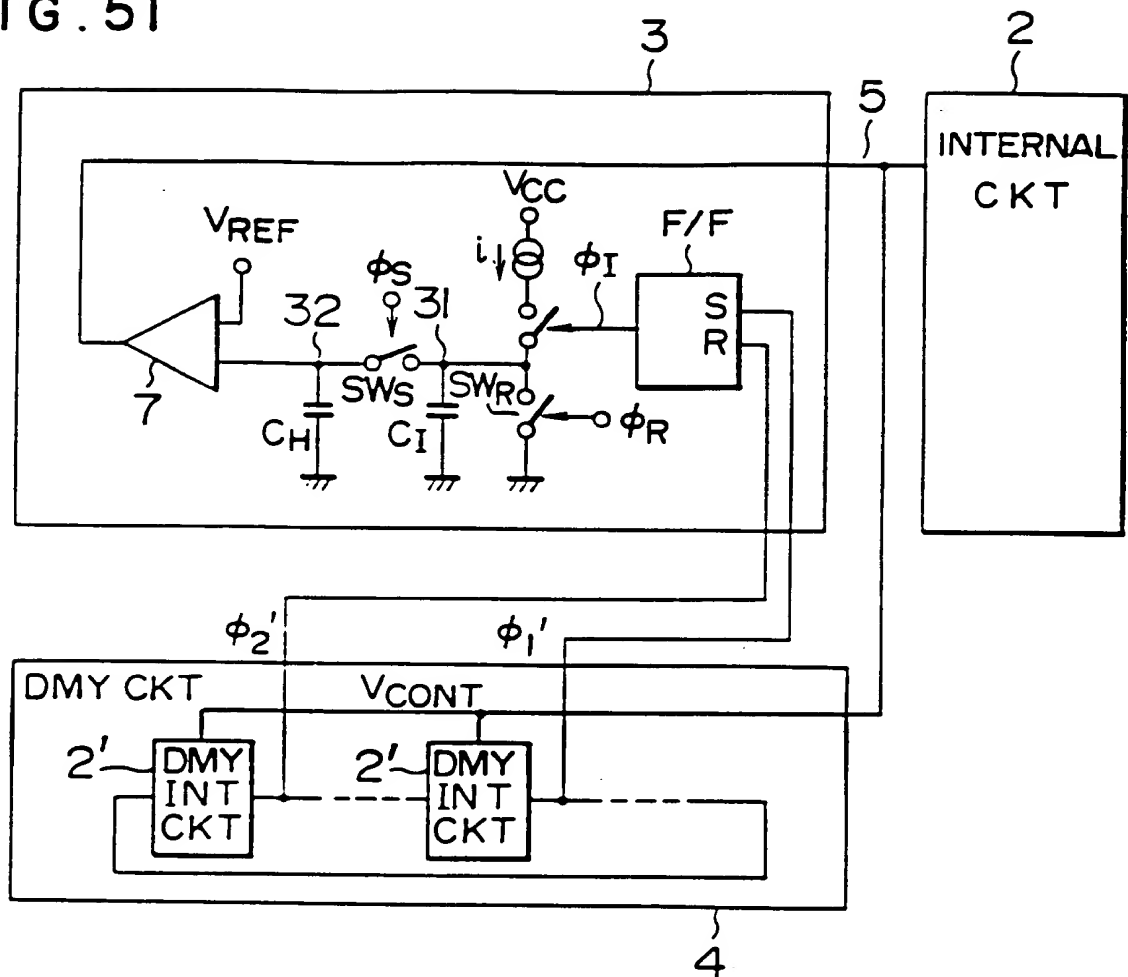 FIG. 51
3
2
5
INTERNAL
CKT
VCC
VREF
F/F
i
ϕI
ϕS
S
R
32
31
SWS
SWR
7
CH
CI
ϕR
ϕ2'
ϕ1'
DMY CKT
VCONT
2'
DMY
INT
CKT
2'
DMY
INT
CKT
4